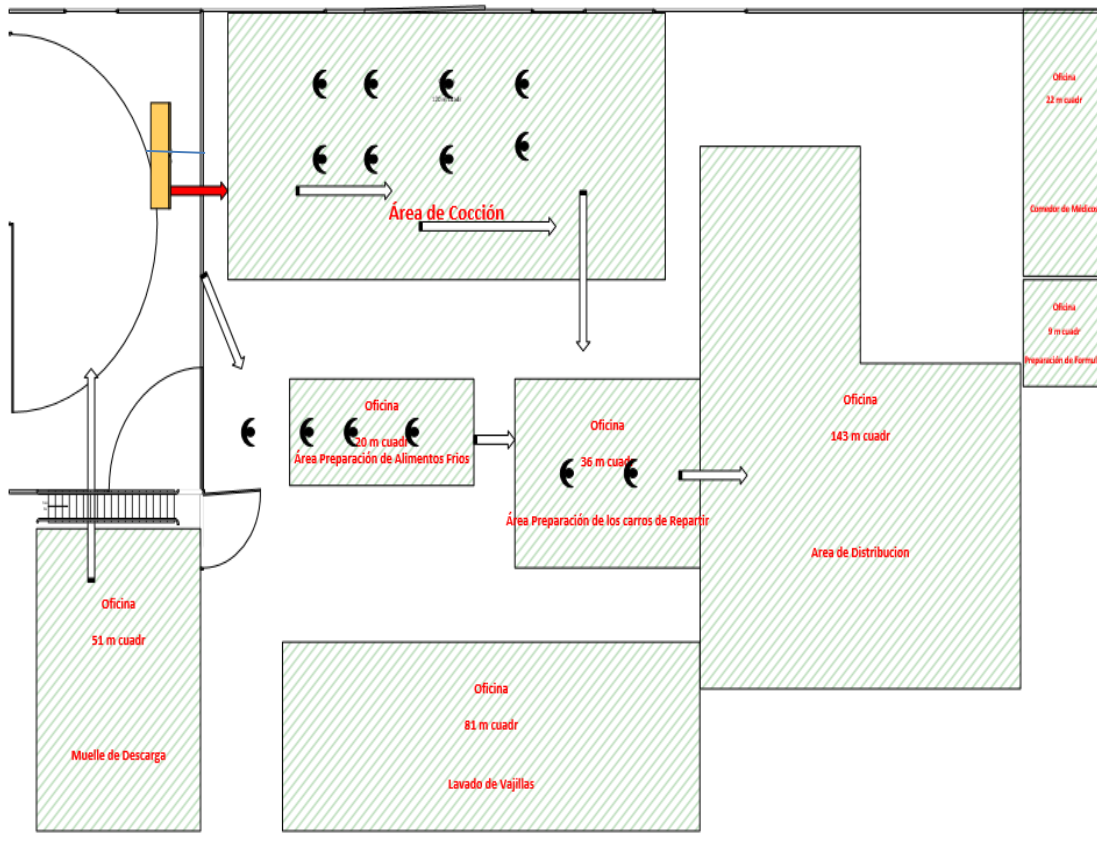 120 m cuadr
Área de Cocción
Oficina
22 m cuadr
Comedor de Médicos
Oficina
9 m cuadr
Preparación de Formul
Oficina
20 m cuadr
Área Preparación de Alimentos Frios
Oficina
36 m cuadr
Área Preparación de los carros de Repartir
Oficina
143 m cuadr
Area de Distribucion
Oficina
51 m cuadr
Muelle de Descarga
Oficina
81 m cuadr
Lavado de Vajillas